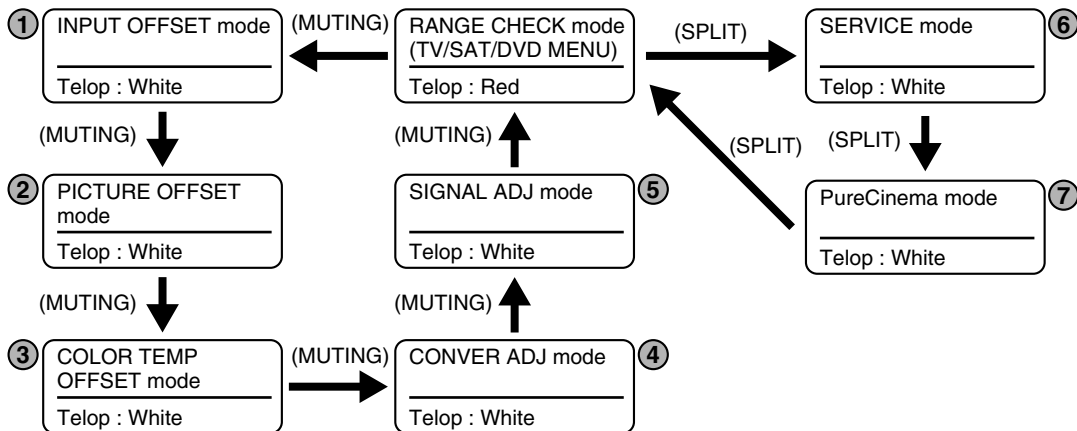 1
INPUT OFFSET mode
Telop : White
(MUTING)
RANGE CHECK mode
(TV/SAT/DVD MENU)
Telop : Red
(SPLIT)
SERVICE mode
Telop : White
6
(MUTING)
(MUTING)
(SPLIT)
(SPLIT)
2
PICTURE OFFSET
mode
Telop : White
SIGNAL ADJ mode
Telop : White
5
PureCinema mode
Telop : White
7
(MUTING)
(MUTING)
3
COLOR TEMP
OFFSET mode
Telop : White
(MUTING)
CONVER ADJ mode
Telop : White
4